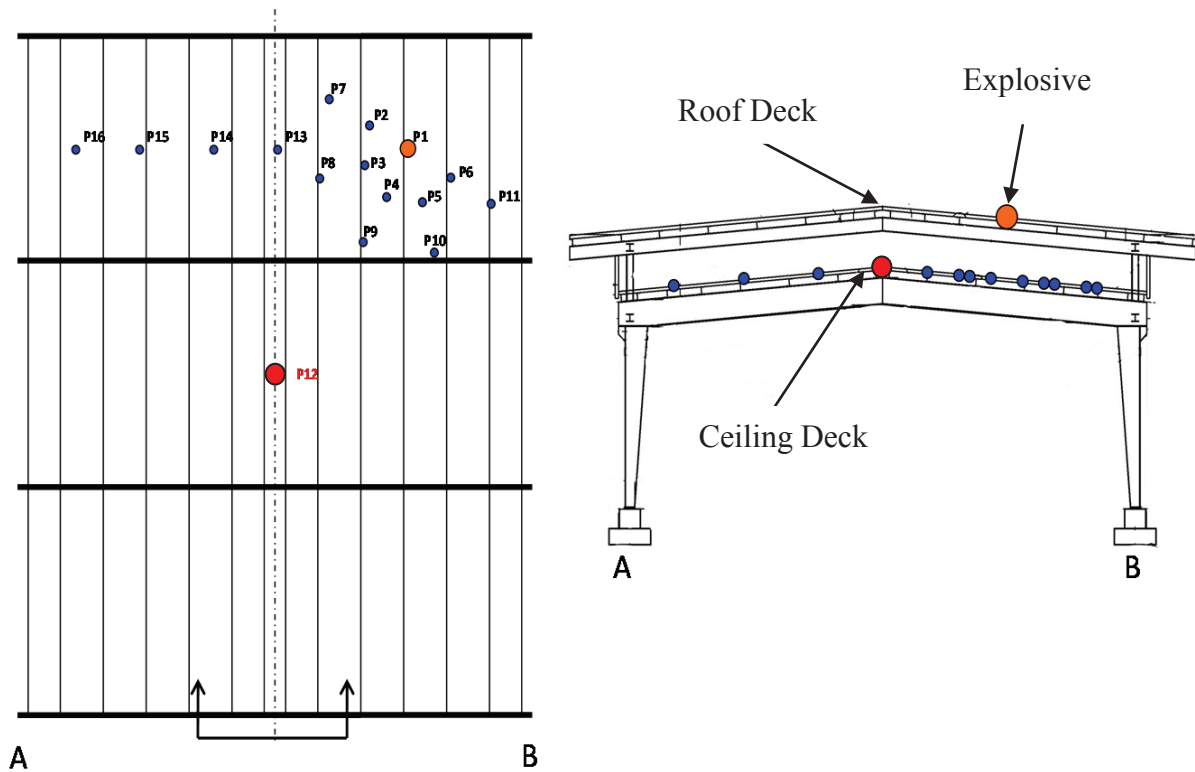 P7
P2
P1
P16
P15
P14
P13
P3
P8
P6
P4
P5
P11
P9
P10
P12
A
B
Explosive
Roof Deck
Ceiling Deck
A
B